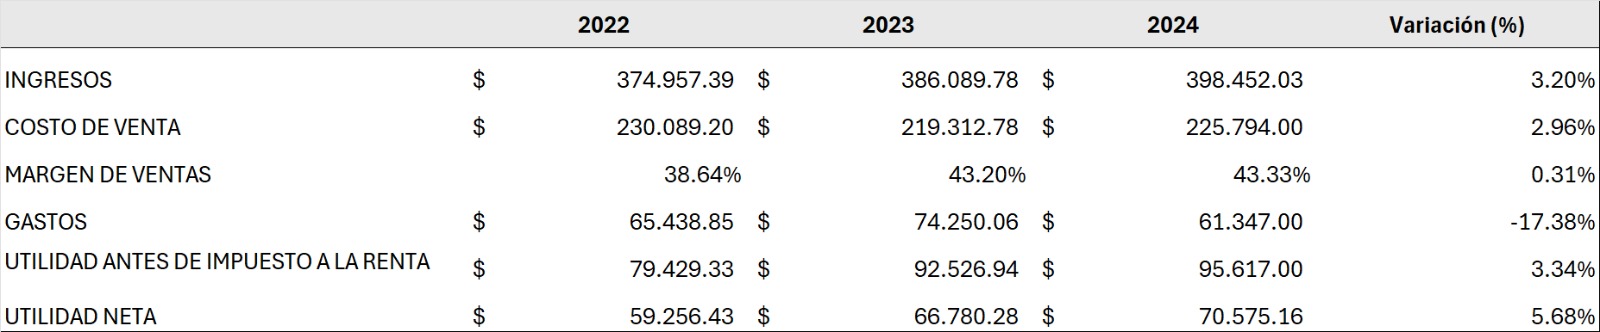 2022 2023 2024 Variación (%)
INGRESOS $ 374.957.39 $ 386.089.78 $ 398.452.03 3.20%
COSTO DE VENTA $ 230.089.20 $ 219.312.78 $ 225.794.00 2.96%
MARGEN DE VENTAS 38.64% 43.20% 43.33% 0.31%
GASTOS $ 65.438.85 $ 74.250.06 $ 61.347.00 -17.38%
UTILIDAD ANTES DE IMPUESTO A LA RENTA $ 79.429.33 $ 92.526.94 $ 95.617.00 3.34%
UTILIDAD NETA $ 59.256.43 $ 66.780.28 $ 70.575.16 5.68%